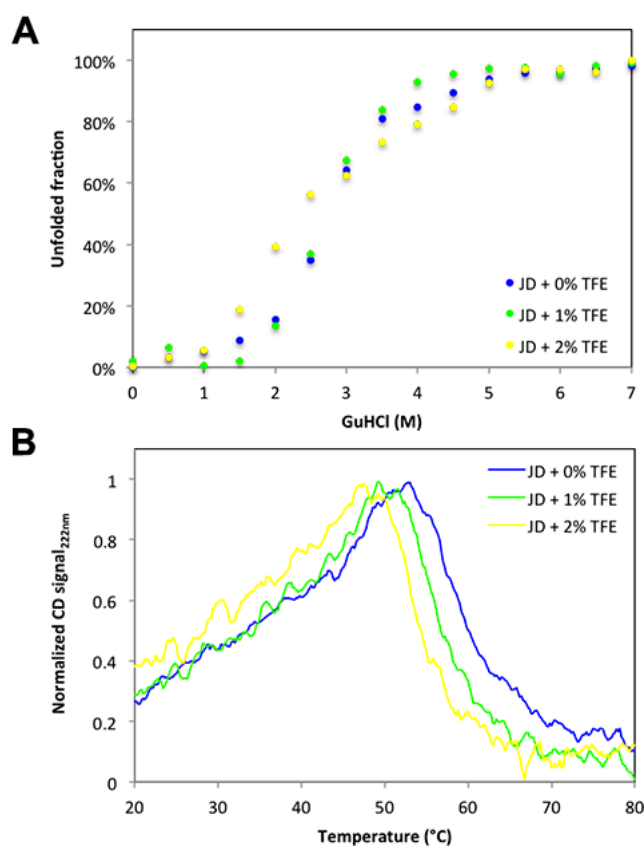 A
100%
80%
60%
40%
20%
0%
Unfolded fraction
JD + 0% TFE
JD + 1% TFE
JD + 2% TFE
0 1 2 3 4 5 6 7
GuHCl (M)
B
1
0.8
0.6
0.4
0.2
0
Normalized CD signal222nm
JD + 0% TFE
JD + 1% TFE
JD + 2% TFE
20 30 40 50 60 70 80
Temperature (°C)